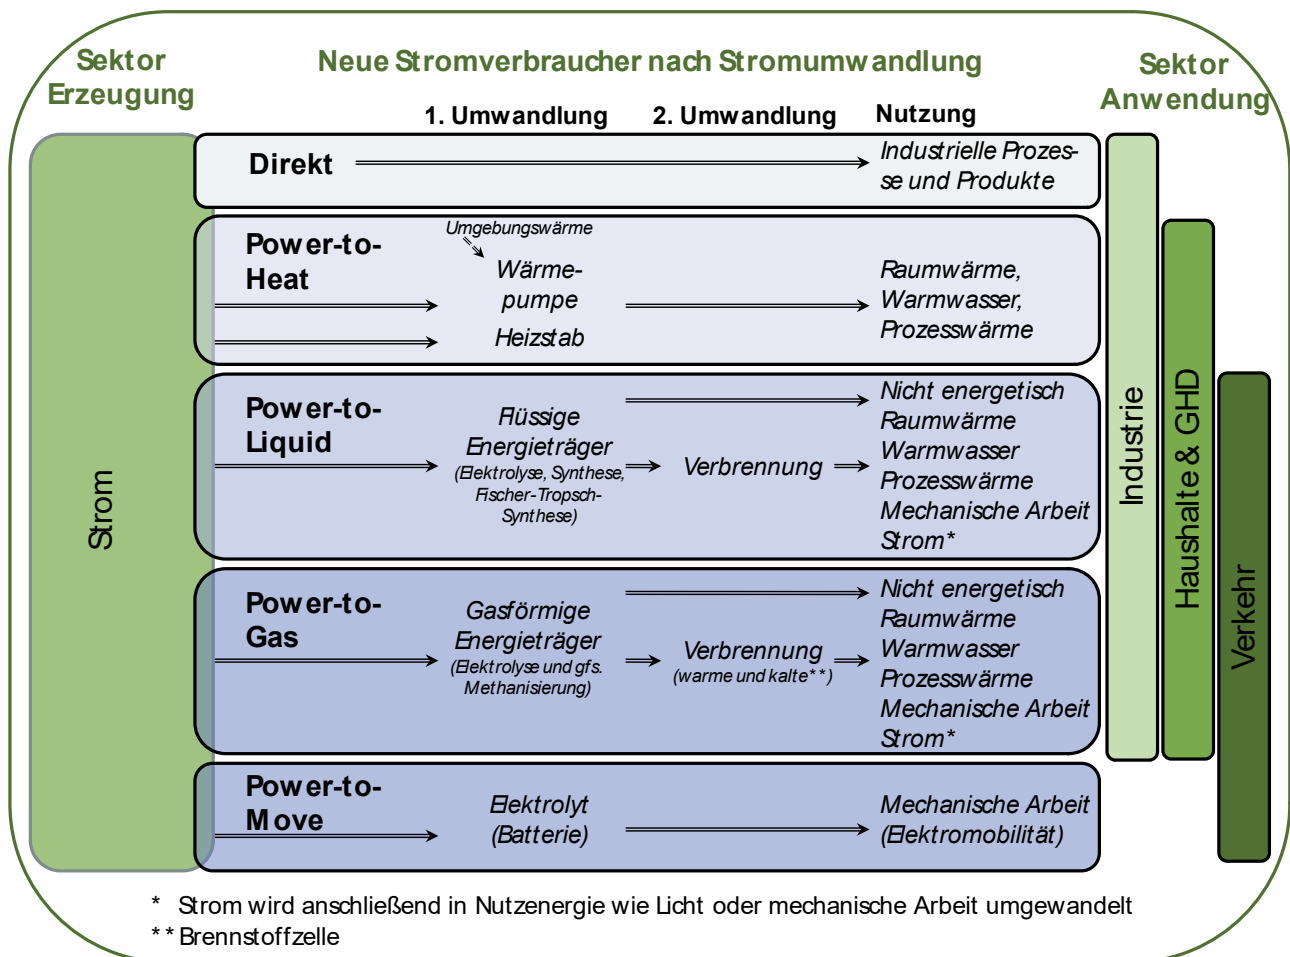 Sektor
Erzeugung
Neue Stromverbraucher nach Stromumwandlung
Sektor
Anwendung
1. Umwandlung
2. Umwandlung
Nutzung
Strom
Direkt
Industrielle Prozes-
se und Produkte
Power-to-
Heat
Umgebungswärme
Wärme-
pumpe
Heizstab
Raumwärme,
Warmwasser,
Prozesswärme
Power-to-
Liquid
Flüssige
Energieträger
(Elektrolyse, Synthese,
Fischer-Tropsch-
Synthese)
Verbrennung
Nicht energetisch
Raumwärme
Warmwasser
Prozesswärme
Mechanische Arbeit
Strom*
Power-to-
Gas
Gasförmige
Energieträger
(Elektrolyse und gfs.
Methanisierung)
Verbrennung
(warme und kalte**)
Nicht energetisch
Raumwärme
Warmwasser
Prozesswärme
Mechanische Arbeit
Strom*
Power-to-
Move
Elektrolyt
(Batterie)
Mechanische Arbeit
(Elektromobilität)
Industrie
Haushalte & GHD
Verkehr
* Strom wird anschließend in Nutzenergie wie Licht oder mechanische Arbeit umgewandelt
** Brennstoffzelle